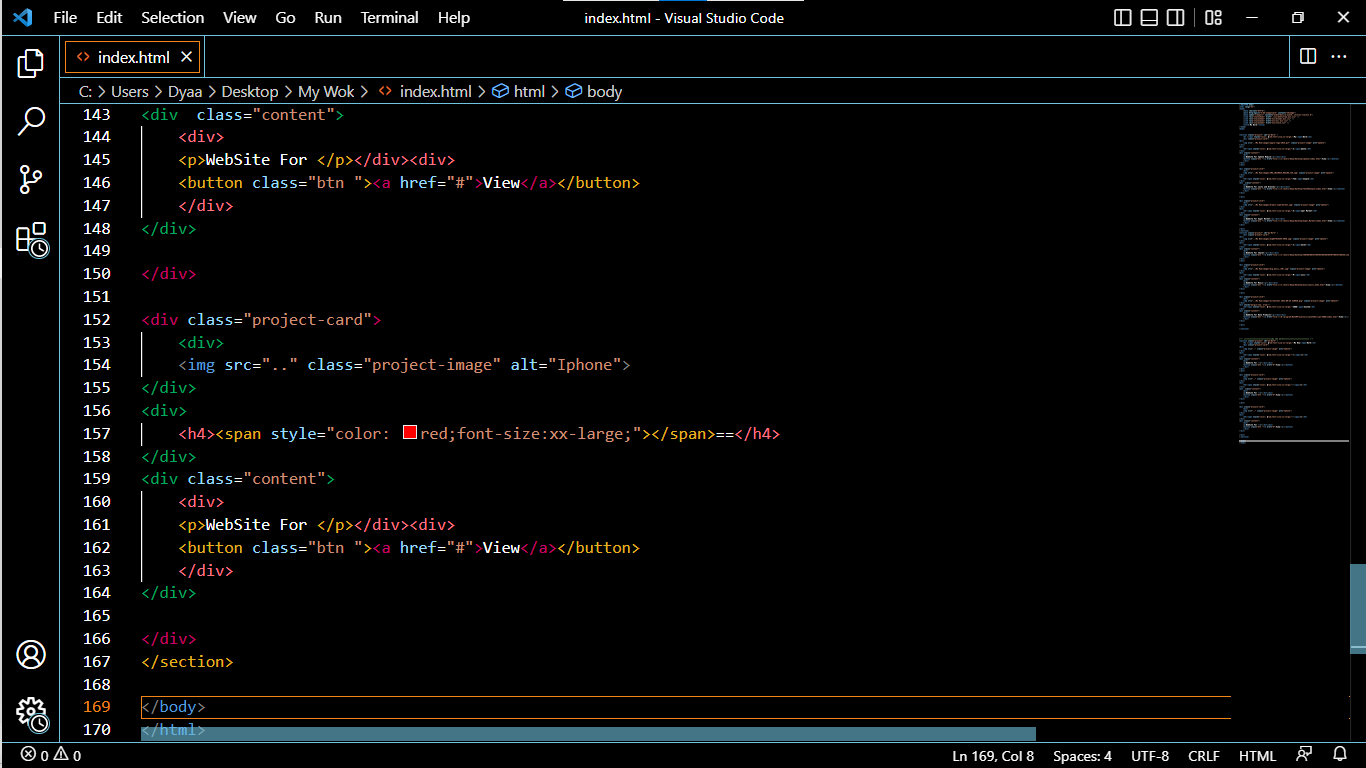 File Edit Selection View Go Run Terminal Help
index.html - Visual Studio Code
index.html
C: > Users > Dyaa > Desktop > My Wok > index.html > html > body
143 <div  class="content">
144     <div>
145     <p>WebSite For </p></div><div>
146     <button class="btn "><a href="#">View</a></button>
147     </div>
148 </div>
149
150 </div>
151
152 <div class="project-card">
153     <div>
154     <img src=".." class="project-image" alt="Iphone">
155 </div>
156 <div>
157     <h4><span style="color: red;font-size:xx-large;"></span>==</h4>
158 </div>
159 <div class="content">
160     <div>
161     <p>WebSite For </p></div><div>
162     <button class="btn "><a href="#">View</a></button>
163     </div>
164 </div>
165
166 </div>
167 </section>
168
169 </body>
170 </html>
0 0 Ln 169, Col 8 Spaces: 4 UTF-8 CRLF HTML